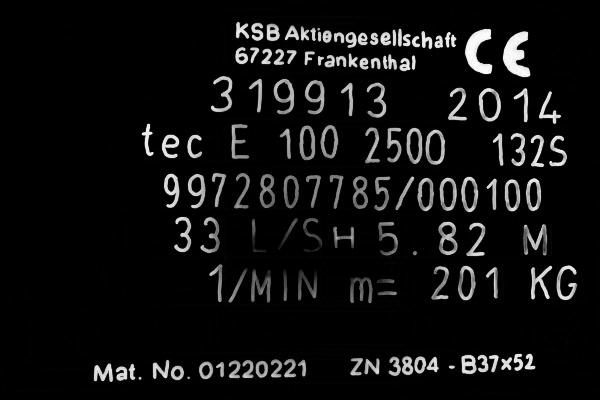 KSB Aktiengesellschaft CE
67227 Frankenthal
319913 2014
tec E 100 2500 132S
9972807785/000100
33 L/SH 5.82 M
1/MIN m= 201 KG
Mat. No. 01220221 ZN 3804 - B37x52